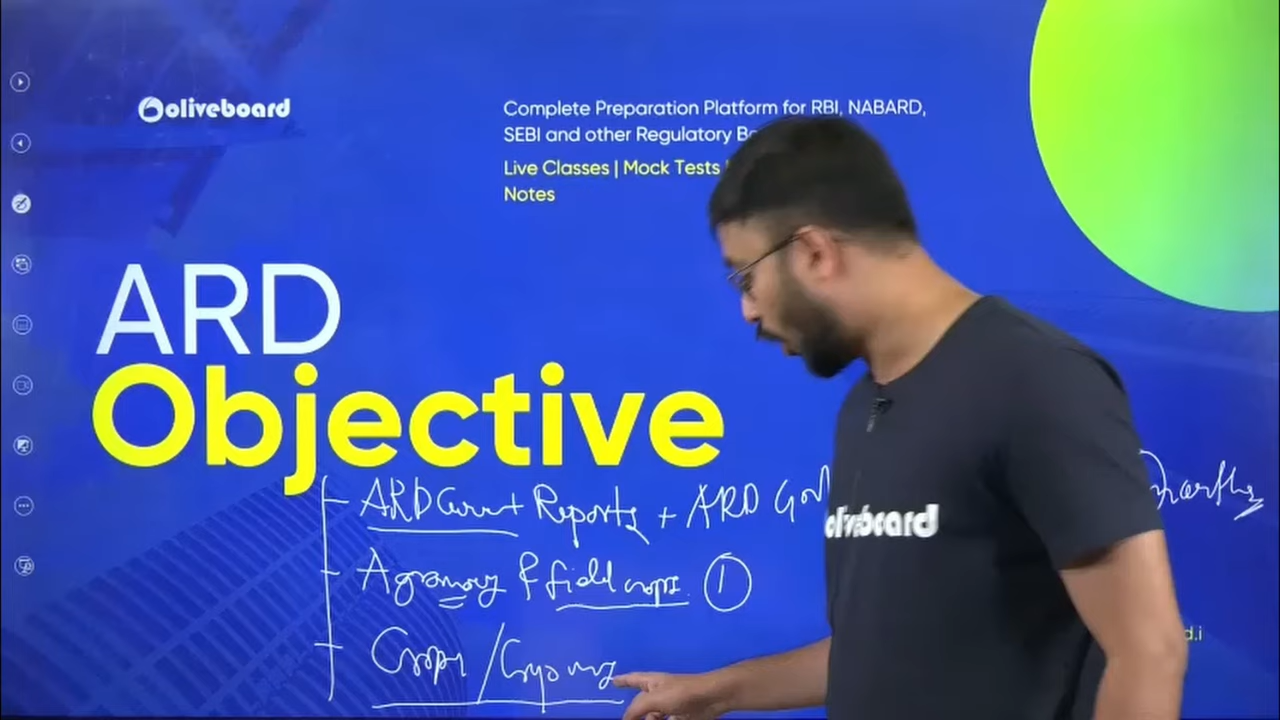 oliveboard
Complete Preparation Platform for RBI, NABARD,
SEBI and other Regulatory
Live Classes | Mock Tests
Notes
ARD
Objective
ARD Current Reports + ARD
Agronomy & field crops. 1
Crops /
oliveboard
d.i